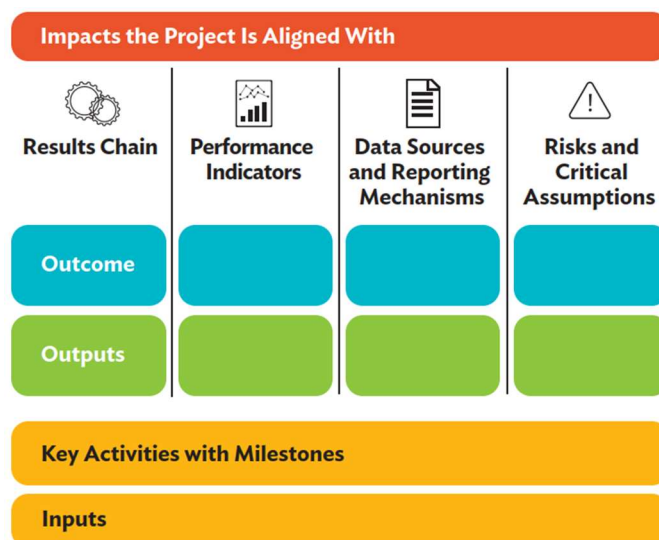 Impacts the Project Is Aligned With
Results Chain
Performance
Indicators
Data Sources
and Reporting
Mechanisms
Risks and
Critical
Assumptions
Outcome
Outputs
Key Activities with Milestones
Inputs